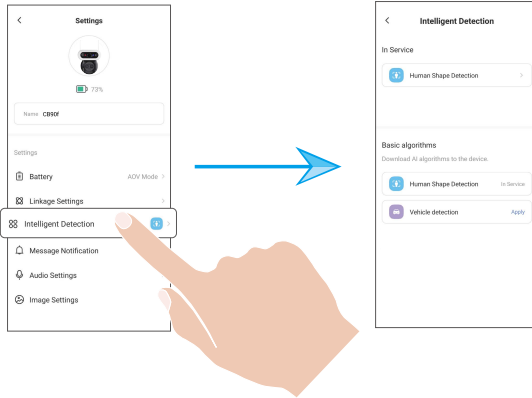 Settings
73%
Name CB90f
Settings
Battery AOV Mode
Linkage Settings
Intelligent Detection
Message Notification
Audio Settings
Image Settings
Intelligent Detection
In Service
Human Shape Detection
Basic algorithms
Download AI algorithms to the device.
Human Shape Detection In Service
Vehicle detection Apply